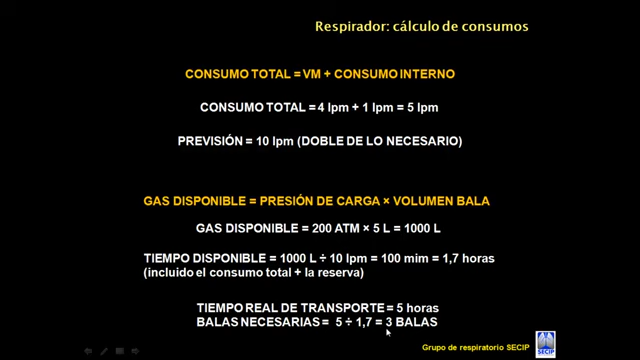 Respirador: cálculo de consumos
CONSUMO TOTAL = VM + CONSUMO INTERNO
CONSUMO TOTAL = 4 lpm + 1 lpm = 5 lpm
PREVISIÓN = 10 lpm (DOBLE DE LO NECESARIO)
GAS DISPONIBLE = PRESIÓN DE CARGA × VOLUMEN BALA
GAS DISPONIBLE = 200 ATM × 5 L = 1000 L
TIEMPO DISPONIBLE = 1000 L ÷ 10 lpm = 100 mim = 1,7 horas
(incluido el consumo total + la reserva)
TIEMPO REAL DE TRANSPORTE = 5 horas
BALAS NECESARIAS = 5 ÷ 1,7 = 3 BALAS
Grupo de respiratorio SECIP
SECIP